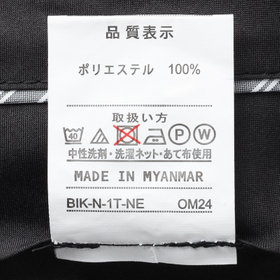 品質表示
ポリエステル 100%
取扱い方
40 P W
中性洗剤・洗濯ネット・あて布使用
MADE IN MYANMAR
BIK-N-1T-NE OM24